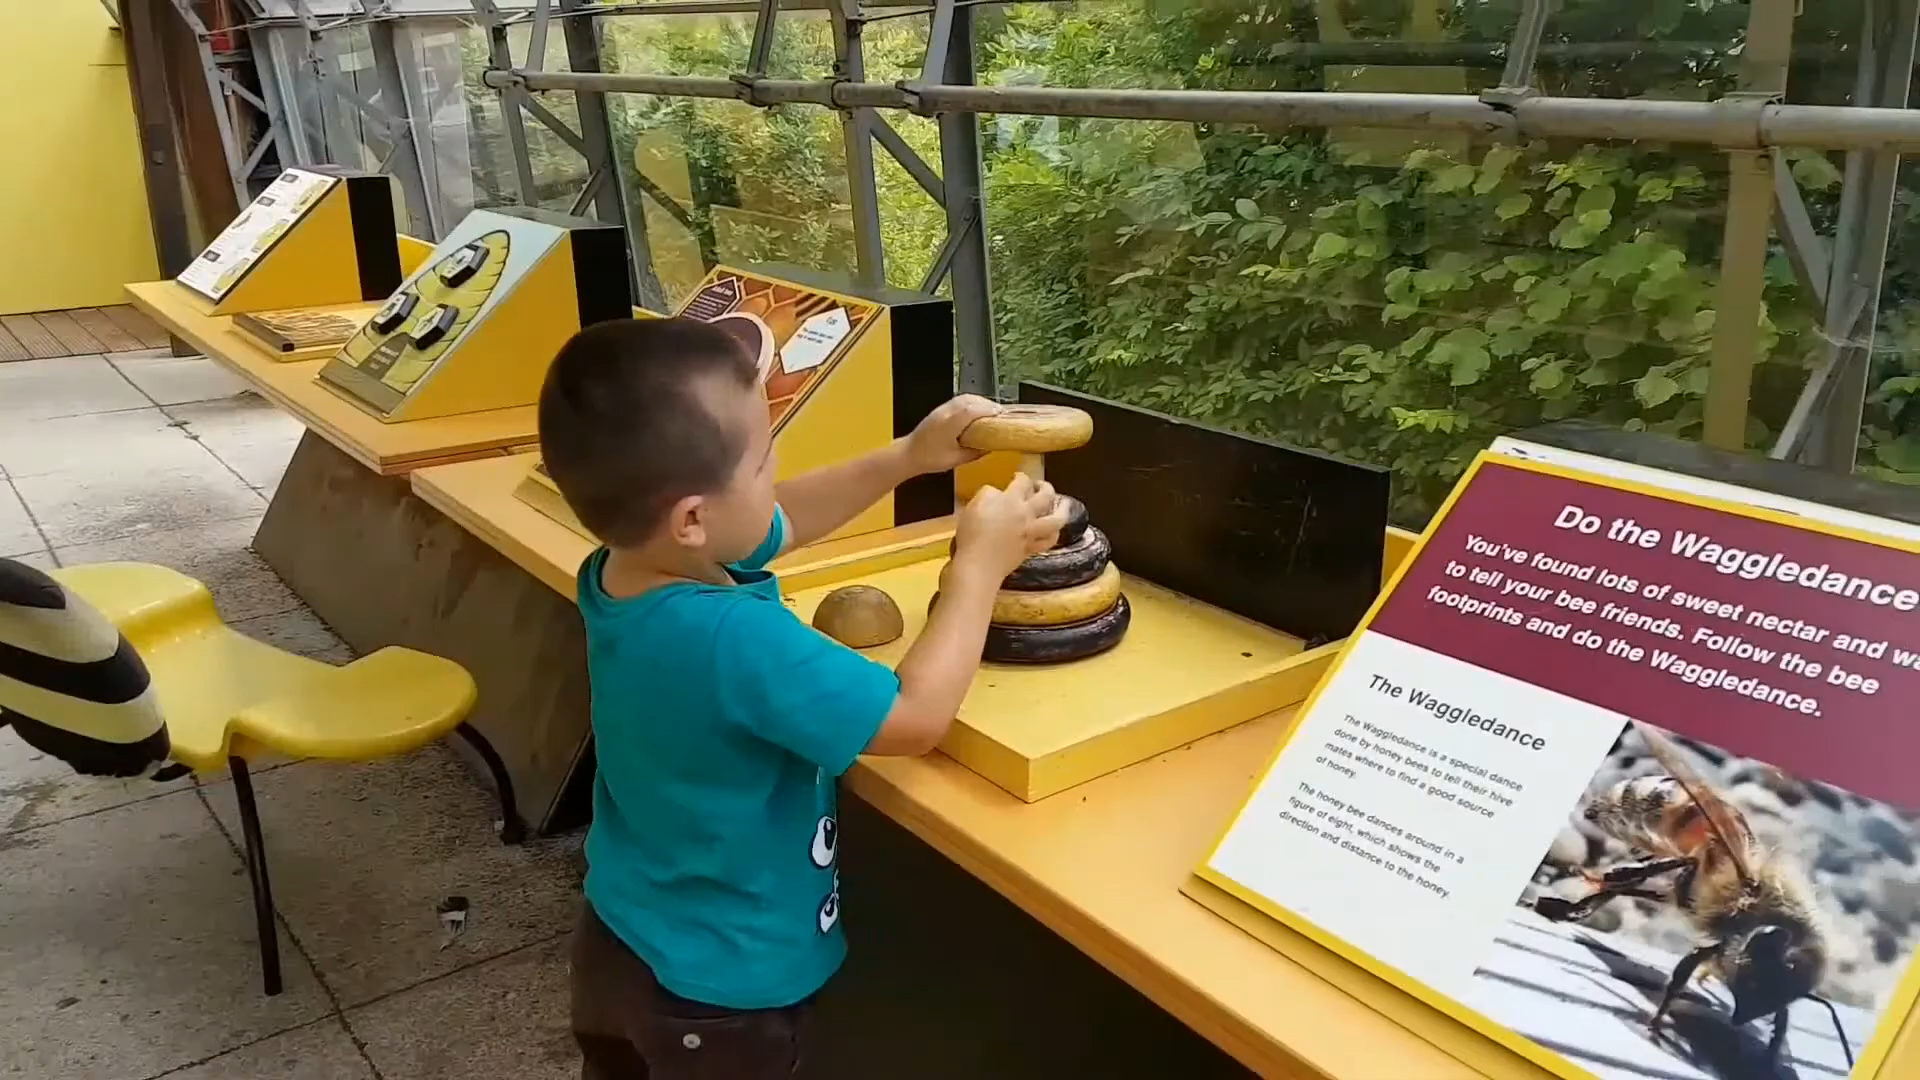 Do the Waggledance
You've found lots of sweet nectar and
to tell your bee friends. Follow the bee
footprints and do the Waggledance.
The Waggledance
The Waggledance is a special dance
done by honey bees to tell their hive
mates where to find a good source
of honey.
The honey bee dances around in a
figure of eight, which shows the
direction and distance to the honey.